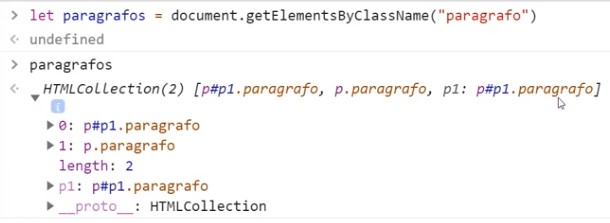 > let paragrafos = document.getElementsByClassName("paragrafo")
undefined
> paragrafos
HTMLCollection(2) [p#p1.paragrafo, p.paragrafo, p1: p#p1.paragrafo]
i
0: p#p1.paragrafo
1: p.paragrafo
length: 2
p1: p#p1.paragrafo
__proto__: HTMLCollection